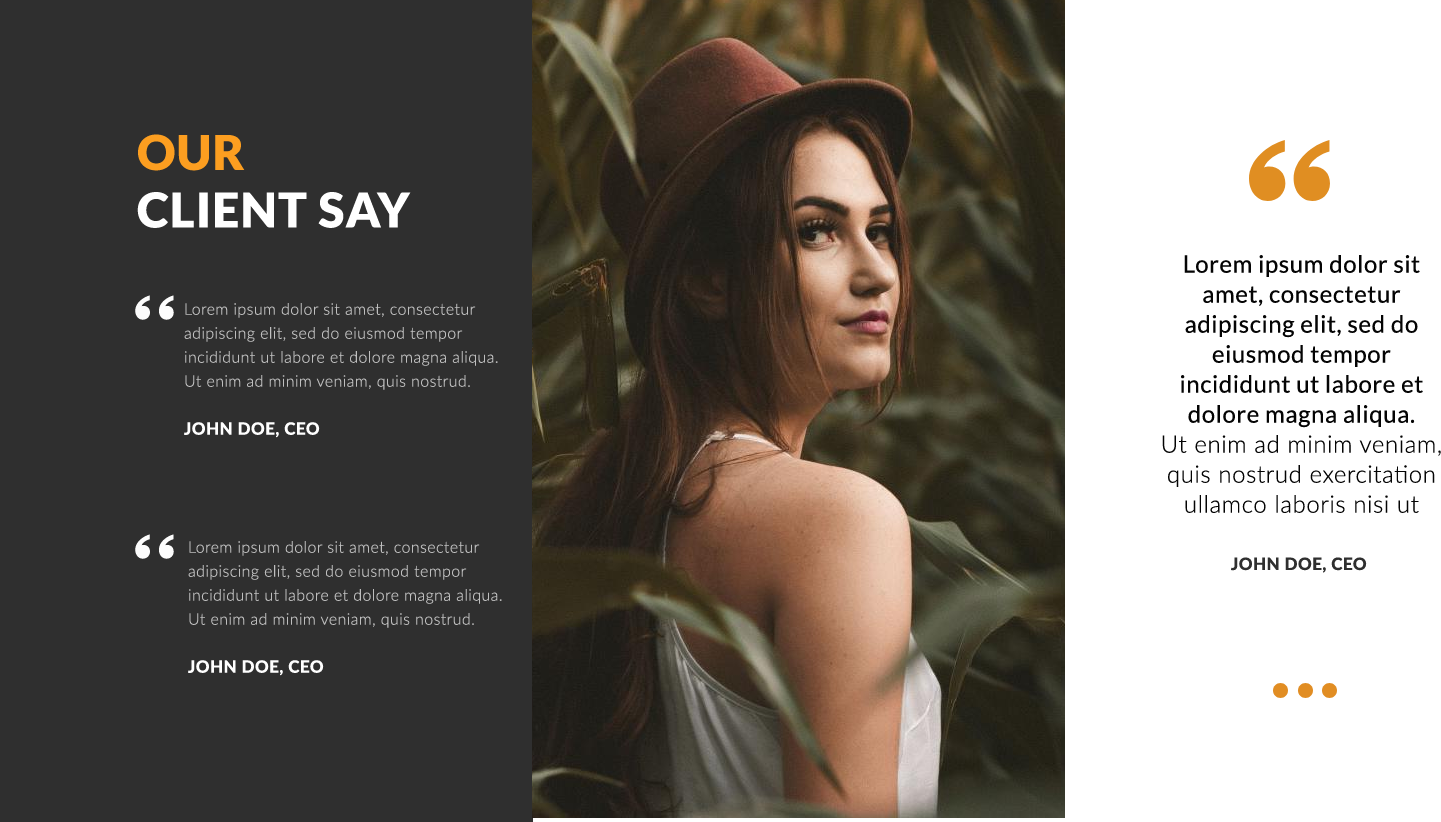 OUR
CLIENT SAY
Lorem ipsum dolor sit amet, consectetur
adipiscing elit, sed do eiusmod tempor
incididunt ut labore et dolore magna aliqua.
Ut enim ad minim veniam, quis nostrud.
JOHN DOE, CEO
Lorem ipsum dolor sit amet, consectetur
adipiscing elit, sed do eiusmod tempor
incididunt ut labore et dolore magna aliqua.
Ut enim ad minim veniam, quis nostrud.
JOHN DOE, CEO
Lorem ipsum dolor sit
amet, consectetur
adipiscing elit, sed do
eiusmod tempor
incididunt ut labore et
dolore magna aliqua.
Ut enim ad minim veniam,
quis nostrud exercitation
ullamco laboris nisi ut
JOHN DOE, CEO